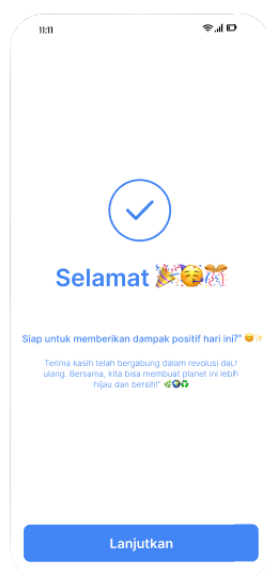 11:11
Selamat 🎉🥳🎊
Siap untuk memberikan dampak positif hari ini?" 😊✨
Terima kasih telah bergabung dalam revolusi daur
ulang. Bersama, kita bisa membuat planet ini lebih
hijau dan bersih!" 🌿🌍♻️
Lanjutkan